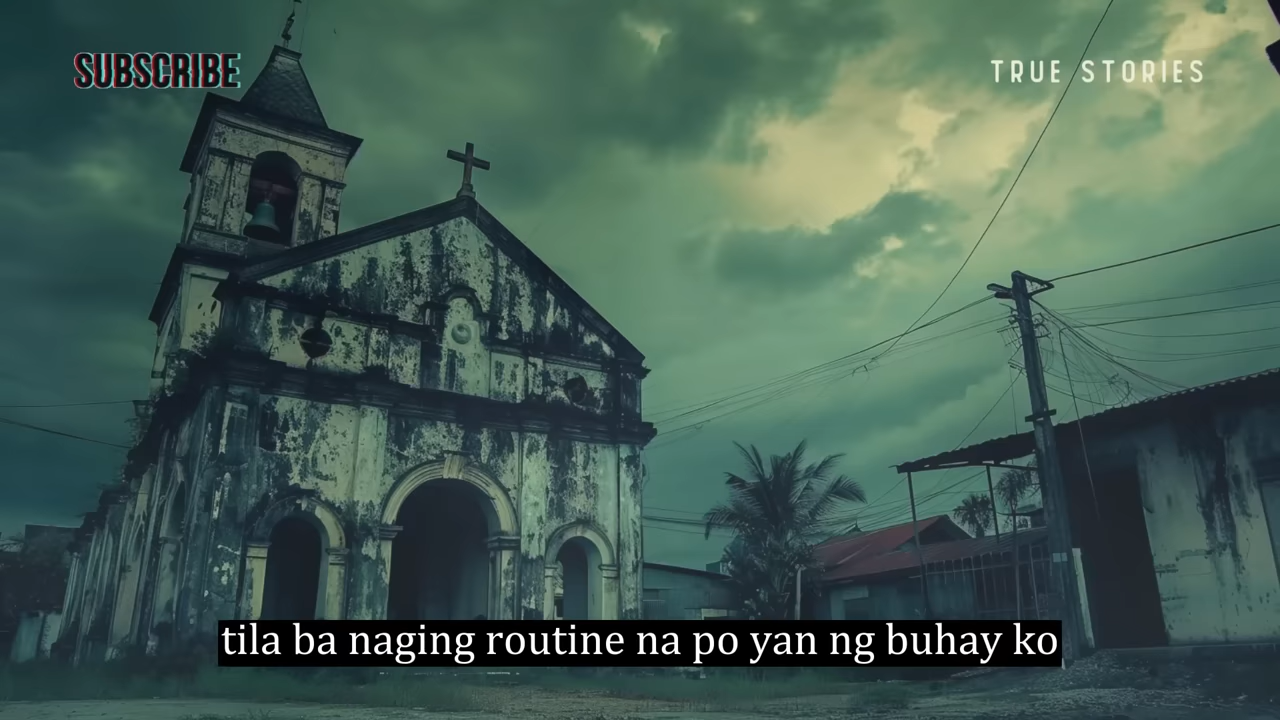 SUBSCRIBE
TRUE STORIES
tila ba naging routine na po yan ng buhay ko